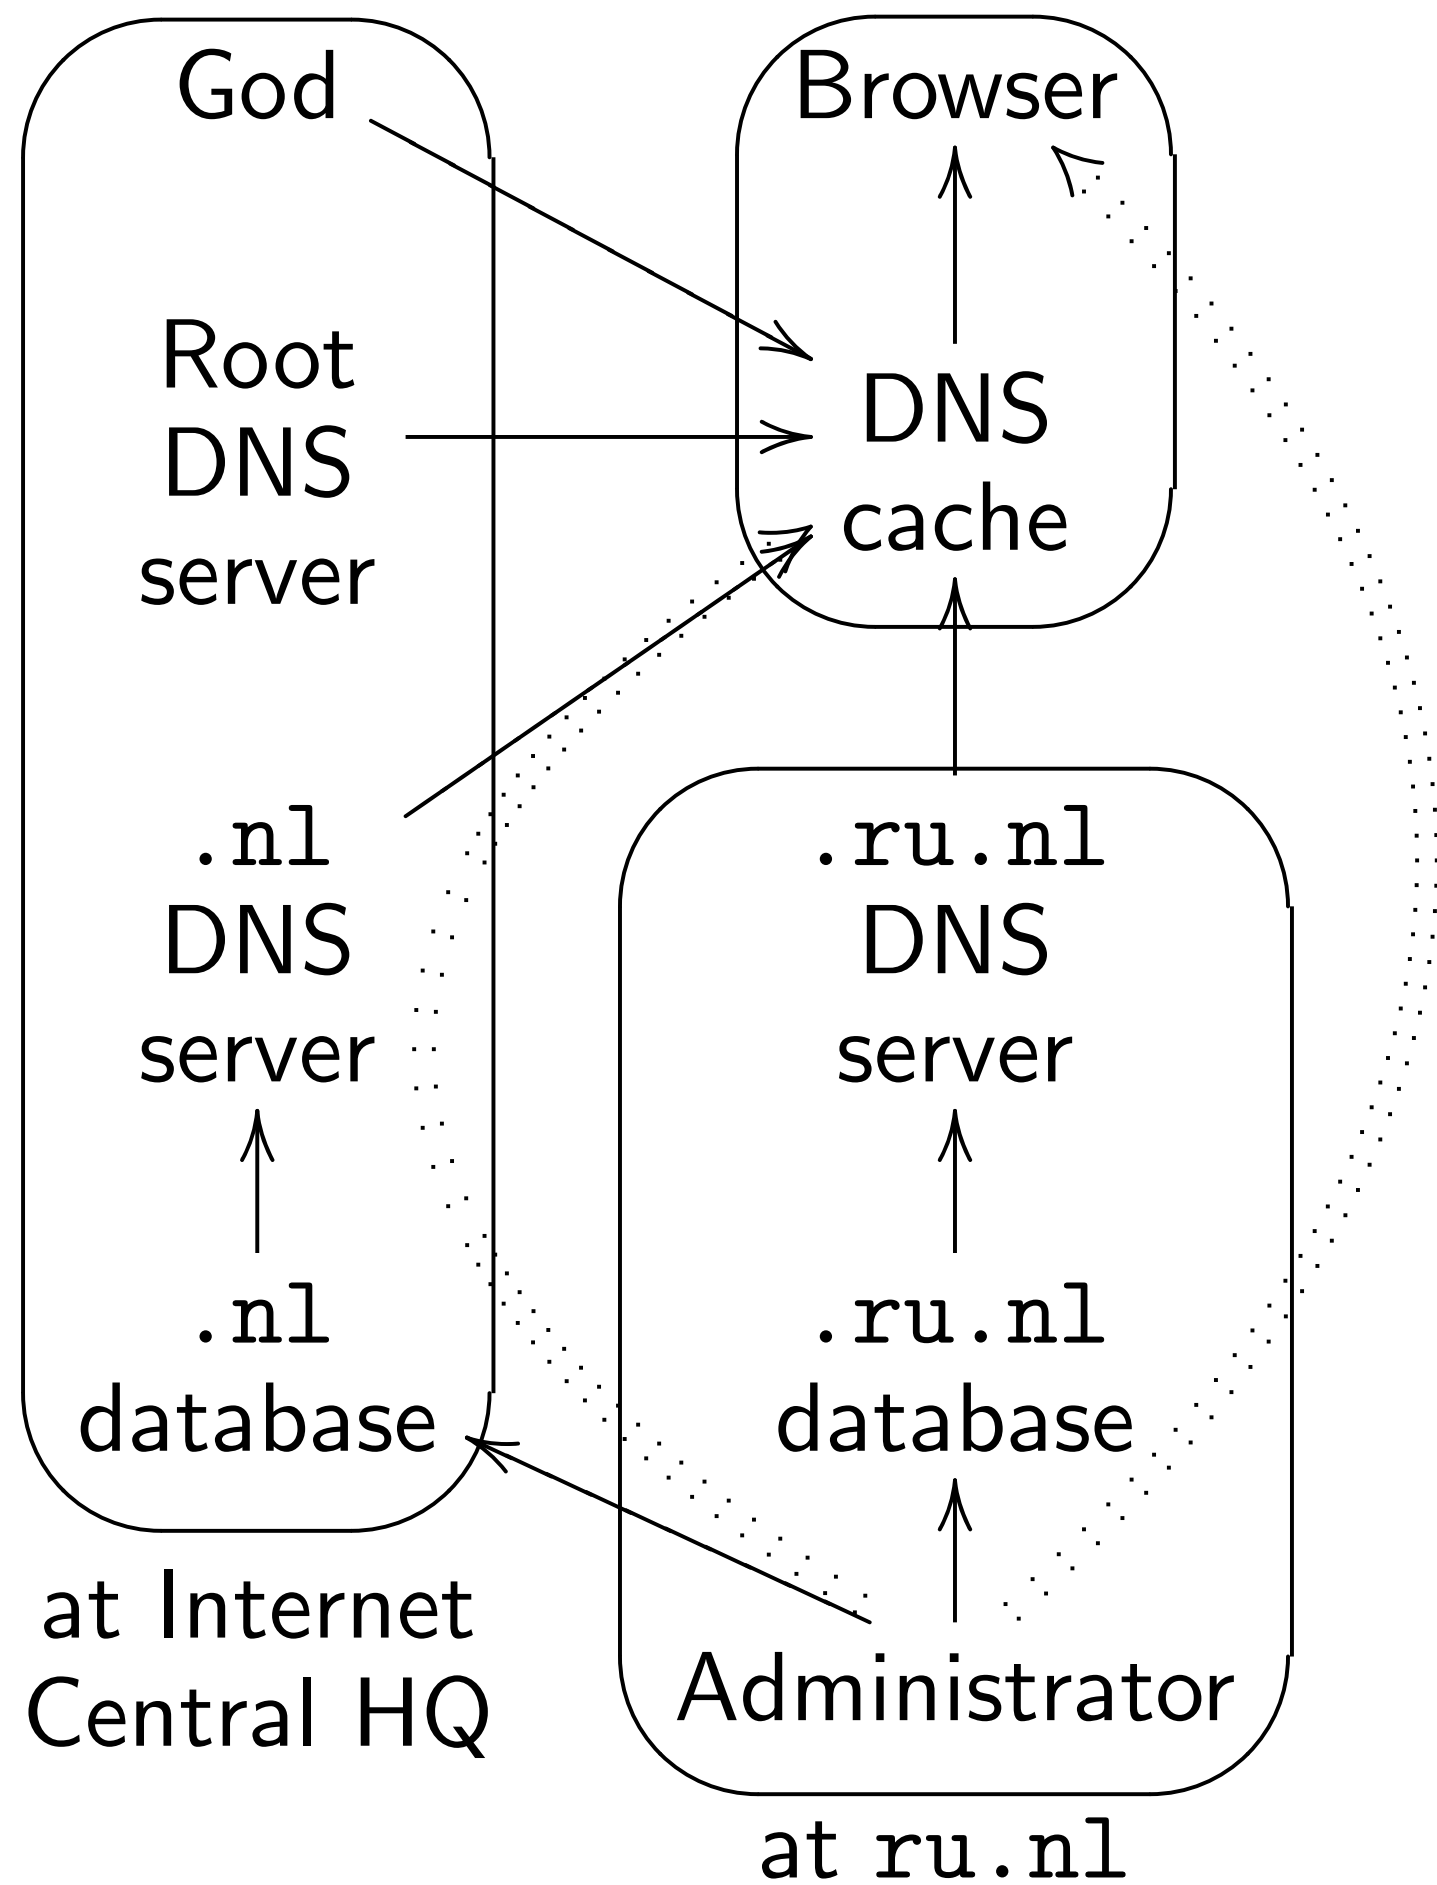 God
Root
DNS
server
.nl
DNS
server
.nl
database
at Internet
Central HQ
Browser
DNS
cache
.ru.nl
DNS
server
.ru.nl
database
Administrator
at ru.nl